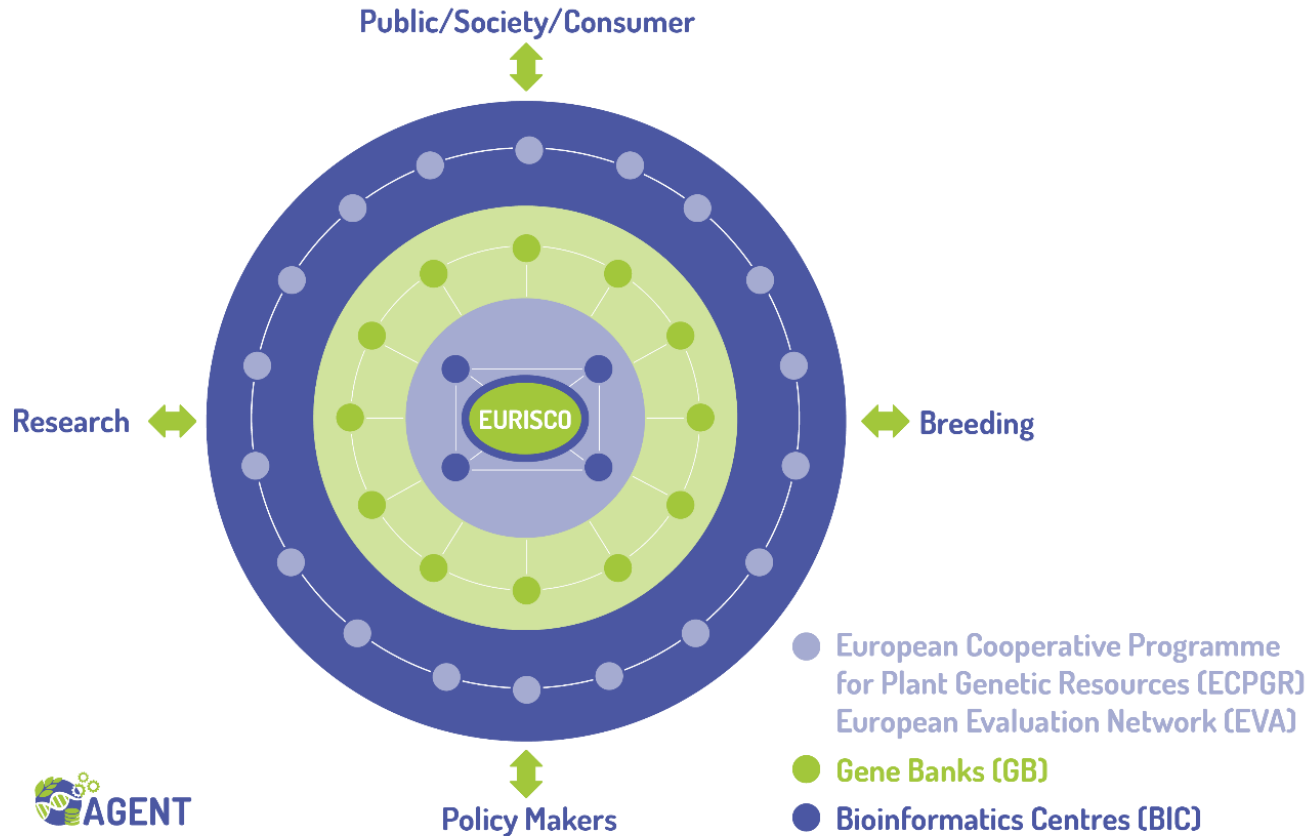 Public/Society/Consumer
Research
EURISCO
Breeding
European Cooperative Programme
for Plant Genetic Resources (ECPGR)
European Evaluation Network (EVA)
Gene Banks (GB)
AGENT
Policy Makers
Bioinformatics Centres (BIC)